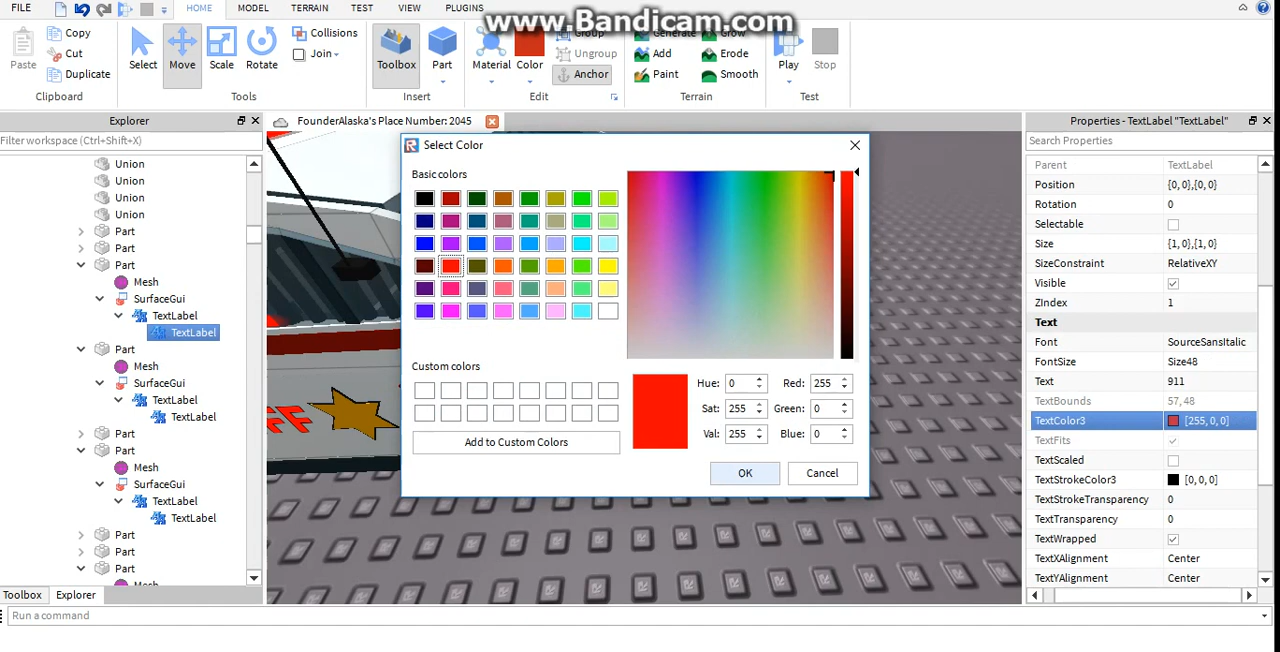 www.Bandicam.com
FILE HOME MODEL TERRAIN TEST VIEW PLUGINS
Copy Collisions Group Generate Grow
Cut Join Ungroup Add Erode
Paste Duplicate Select Move Scale Rotate Toolbox Part Material Color Anchor Paint Smooth Play Stop
Clipboard Tools Insert Edit Terrain Test
Explorer
Filter workspace (Ctrl+Shift+X)
Union
Union
Union
Union
Part
Part
Part
Mesh
SurfaceGui
TextLabel
TextLabel
Part
Mesh
SurfaceGui
TextLabel
TextLabel
Part
Part
Mesh
SurfaceGui
TextLabel
TextLabel
Part
Part
Part
Mesh
Toolbox Explorer
Run a command
FounderAlaska's Place Number: 2045
Select Color
Basic colors
Custom colors
Add to Custom Colors
Hue: 0 Red: 255
Sat: 255 Green: 0
Val: 255 Blue: 0
OK Cancel
Properties - TextLabel "TextLabel"
Search Properties
Parent TextLabel
Position {0, 0},{0, 0}
Rotation 0
Selectable
Size {1, 0},{1, 0}
SizeConstraint RelativeXY
Visible
ZIndex 1
Text
Font SourceSansItalic
FontSize Size48
Text 911
TextBounds 57, 48
TextColor3 [255, 0, 0]
TextFits
TextScaled
TextStrokeColor3 [0, 0, 0]
TextStrokeTransparency 0
TextTransparency 0
TextWrapped
TextXAlignment Center
TextYAlignment Center